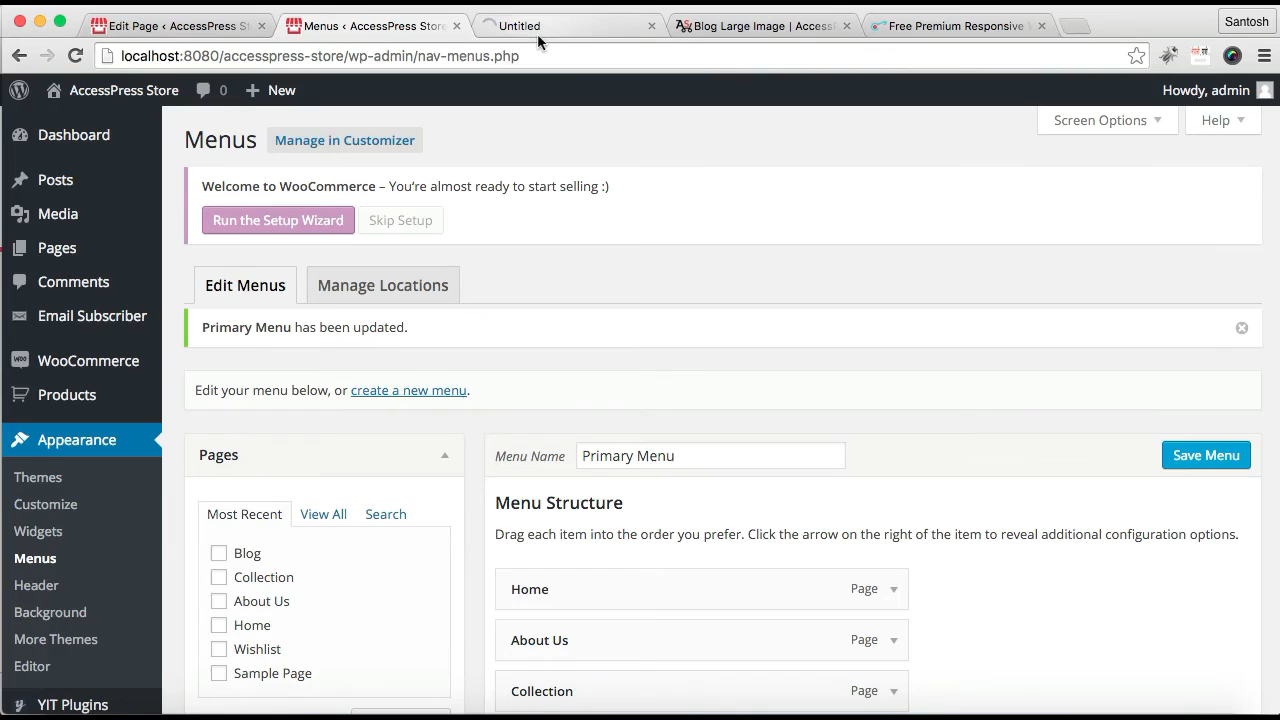 Edit Page ‹ AccessPress S
Menus ‹ AccessPress Store
Untitled
Blog Large Image | AccessP
Free Premium Responsive W
Santosh
localhost:8080/accesspress-store/wp-admin/nav-menus.php
AccessPress Store
0
+ New
Howdy, admin
Dashboard
Posts
Media
Pages
Comments
Email Subscriber
WooCommerce
Products
Appearance
Themes
Customize
Widgets
Menus
Header
Background
More Themes
Editor
YIT Plugins
Screen Options
Help
Menus
Manage in Customizer
Welcome to WooCommerce – You're almost ready to start selling :)
Run the Setup Wizard
Skip Setup
Edit Menus
Manage Locations
Primary Menu has been updated.
Edit your menu below, or create a new menu.
Pages
Most Recent
View All
Search
Blog
Collection
About Us
Home
Wishlist
Sample Page
Menu Name
Primary Menu
Save Menu
Menu Structure
Drag each item into the order you prefer. Click the arrow on the right of the item to reveal additional configuration options.
Home
Page
About Us
Page
Collection
Page